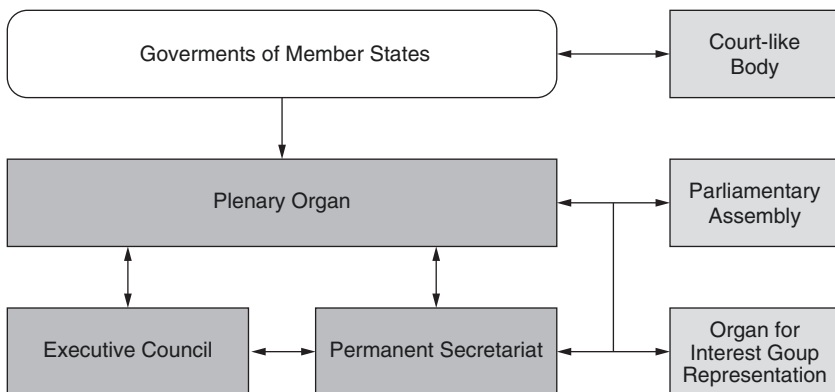 Goverments of Member States
Court-like
Body
Plenary Organ
Parliamentary
Assembly
Executive Council
Permanent Secretariat
Organ for
Interest Goup
Representation